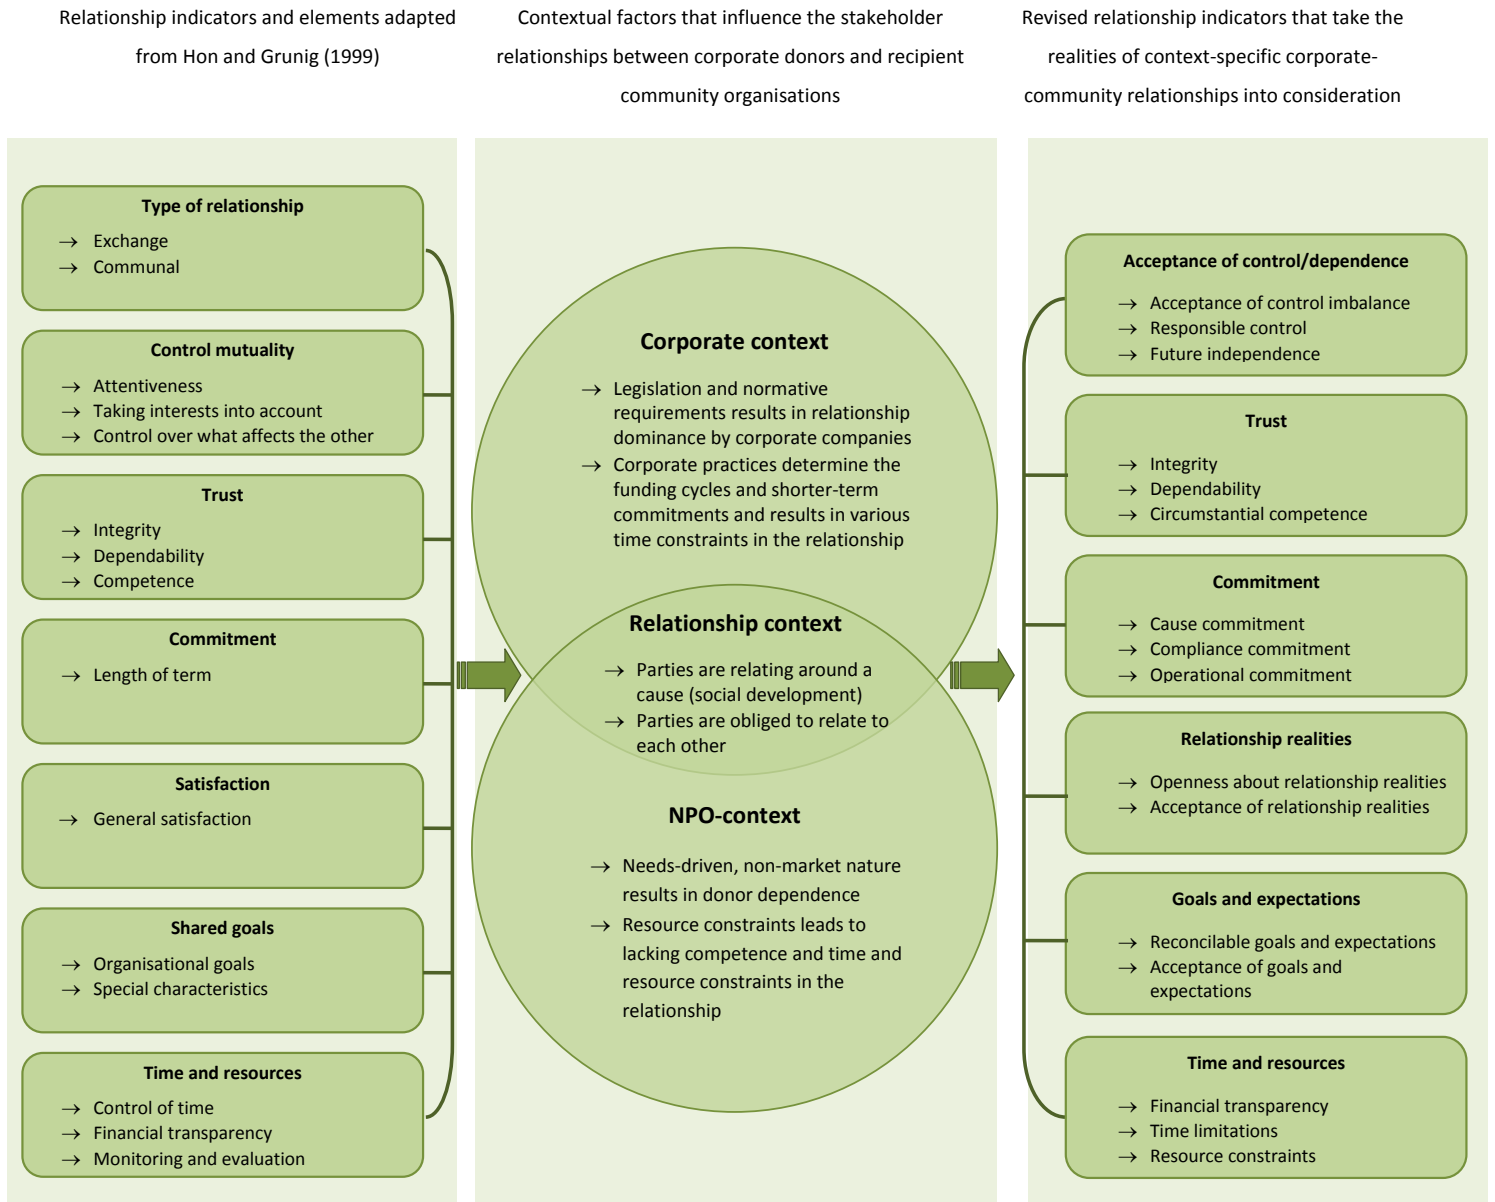 Relationship indicators and elements adapted
from Hon and Grunig (1999)
Contextual factors that influence the stakeholder
relationships between corporate donors and recipient
community organisations
Revised relationship indicators that take the
realities of context-specific corporate-
community relationships into consideration
Type of relationship
→ Exchange
→ Communal
Control mutuality
→ Attentiveness
→ Taking interests into account
→ Control over what affects the other
Trust
→ Integrity
→ Dependability
→ Competence
Commitment
→ Length of term
Satisfaction
→ General satisfaction
Shared goals
→ Organisational goals
→ Special characteristics
Time and resources
→ Control of time
→ Financial transparency
→ Monitoring and evaluation
Corporate context
→ Legislation and normative
requirements results in relationship
dominance by corporate companies
→ Corporate practices determine the
funding cycles and shorter-term
commitments and results in various
time constraints in the relationship
Relationship context
→ Parties are relating around a
cause (social development)
→ Parties are obliged to relate to
each other
NPO-context
→ Needs-driven, non-market nature
results in donor dependence
→ Resource constraints leads to
lacking competence and time and
resource constraints in the
relationship
Acceptance of control/dependence
→ Acceptance of control imbalance
→ Responsible control
→ Future independence
Trust
→ Integrity
→ Dependability
→ Circumstantial competence
Commitment
→ Cause commitment
→ Compliance commitment
→ Operational commitment
Relationship realities
→ Openness about relationship realities
→ Acceptance of relationship realities
Goals and expectations
→ Reconcilable goals and expectations
→ Acceptance of goals and
expectations
Time and resources
→ Financial transparency
→ Time limitations
→ Resource constraints